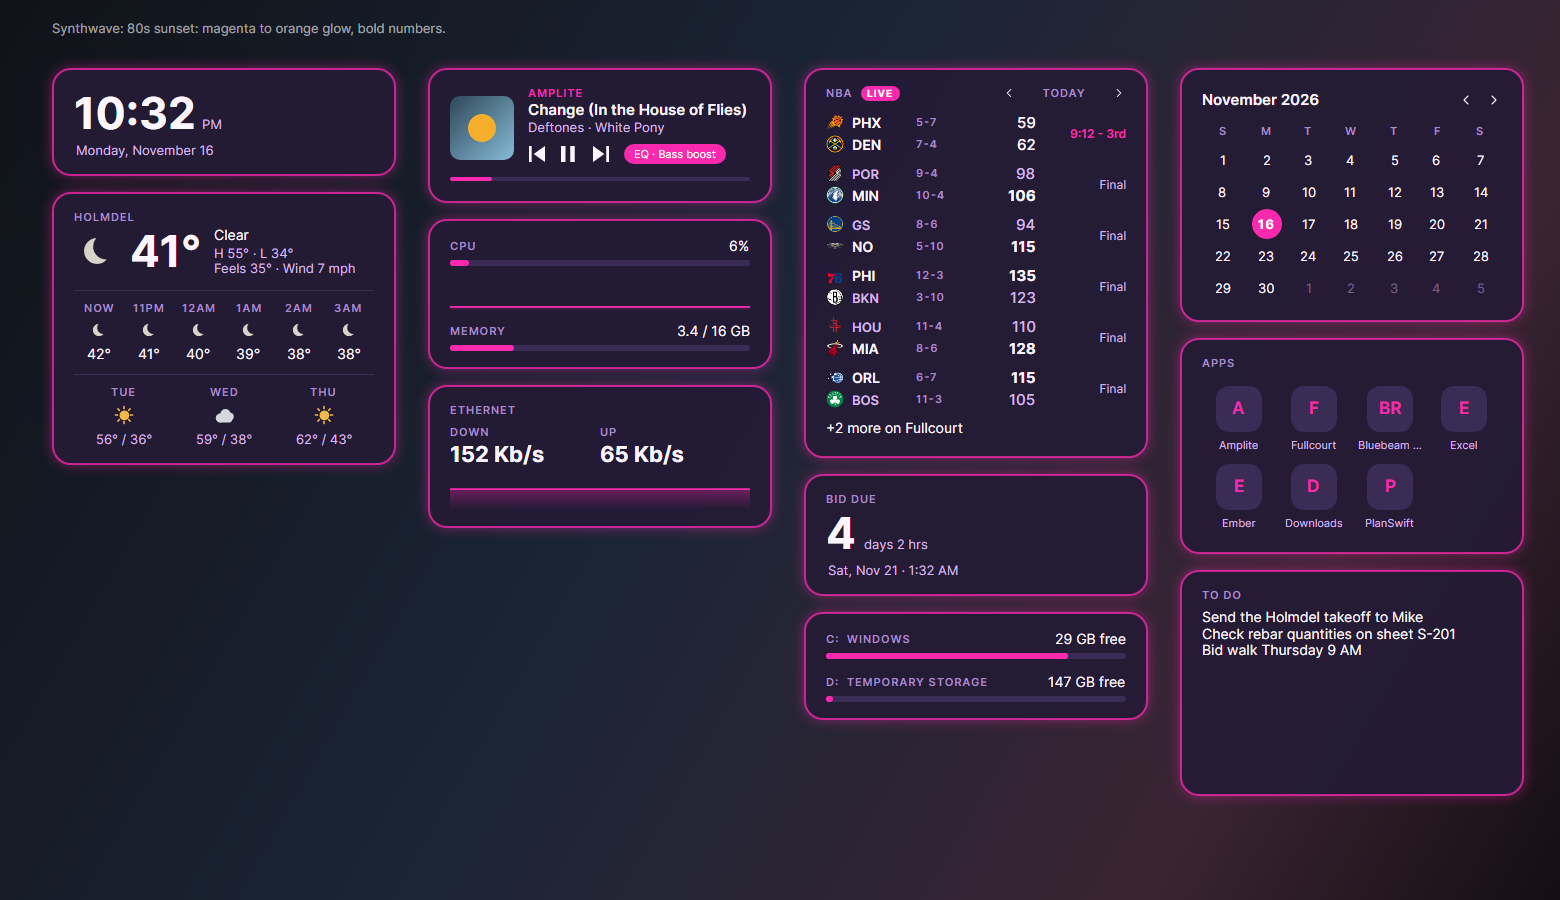 Synthwave: 80s sunset: magenta to orange glow, bold numbers.
10:32 PM
Monday, November 16
HOLMDEL
41°
Clear
H 55° · L 34°
Feels 35° · Wind 7 mph
NOW 11PM 12AM 1AM 2AM 3AM
42° 41° 40° 39° 38° 38°
TUE WED THU
56° / 36° 59° / 38° 62° / 43°
AMPLITE
Change (In the House of Flies)
Deftones · White Pony
EQ · Bass boost
CPU 6%
MEMORY 3.4 / 16 GB
ETHERNET
DOWN UP
152 Kb/s 65 Kb/s
NBA LIVE TODAY
PHX 5-7 59
9:12 - 3rd
DEN 7-4 62
POR 9-4 98
Final
MIN 10-4 106
GS 8-6 94
Final
NO 5-10 115
PHI 12-3 135
Final
BKN 3-10 123
HOU 11-4 110
Final
MIA 8-6 128
ORL 6-7 115
Final
BOS 11-3 105
+2 more on Fullcourt
BID DUE
4 days 2 hrs
Sat, Nov 21 · 1:32 AM
C: WINDOWS 29 GB free
D: TEMPORARY STORAGE 147 GB free
November 2026
S M T W T F S
1 2 3 4 5 6 7
8 9 10 11 12 13 14
15 16 17 18 19 20 21
22 23 24 25 26 27 28
29 30 1 2 3 4 5
APPS
A F BR E
Amplite Fullcourt Bluebeam ... Excel
E D P
Ember Downloads PlanSwift
TO DO
Send the Holmdel takeoff to Mike
Check rebar quantities on sheet S-201
Bid walk Thursday 9 AM